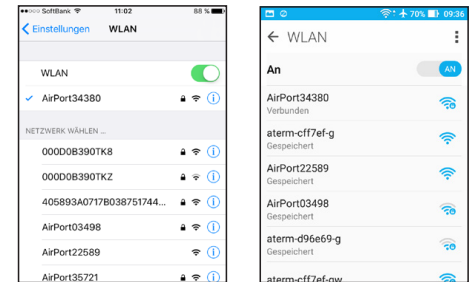 SoftBank 11:02 88 %
Einstellungen WLAN
WLAN
AirPort34380
NETZWERK WÄHLEN ...
000D0B390TK8
000D0B390TKZ
405893A0717B038751744...
AirPort03498
AirPort22589
AirPort35721
70% 09:36
WLAN
An AN
AirPort34380
Verbunden
aterm-cff7ef-g
Gespeichert
AirPort22589
Gespeichert
AirPort03498
Gespeichert
aterm-d96e69-g
Gespeichert
aterm-cff7ef-gw